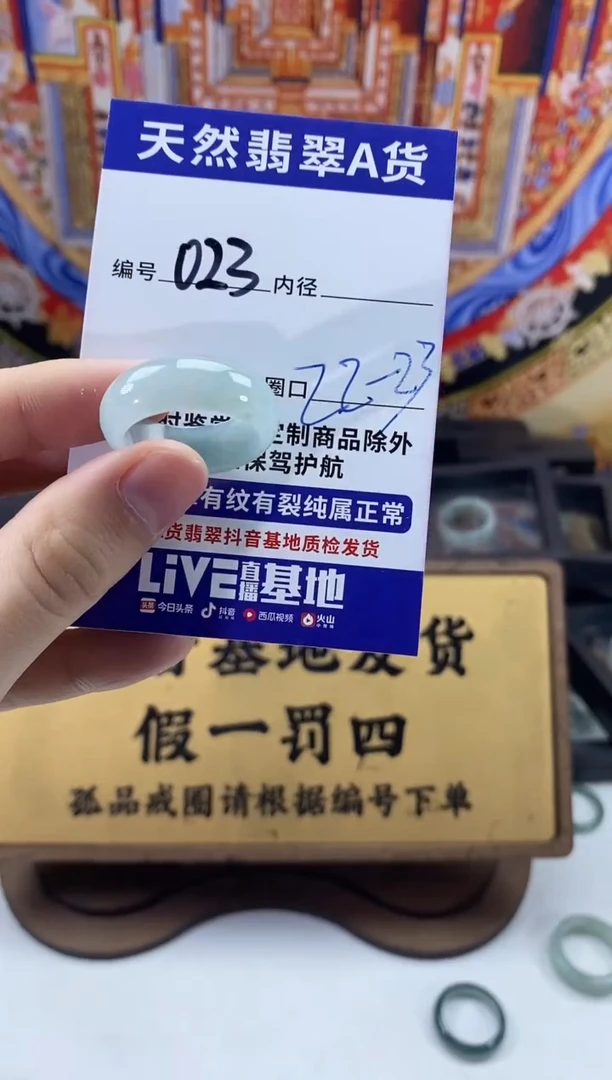 天然翡翠A货
编号 023 内径
圈口 22-23
定制商品除外
保驾护航
有纹有裂纯属正常
货翡翠抖音基地质检发货
LiVE直播基地
头条 今日头条 抖音 西瓜视频 火山
基地发货
假一罚四
孤品戒圈请根据编号下单